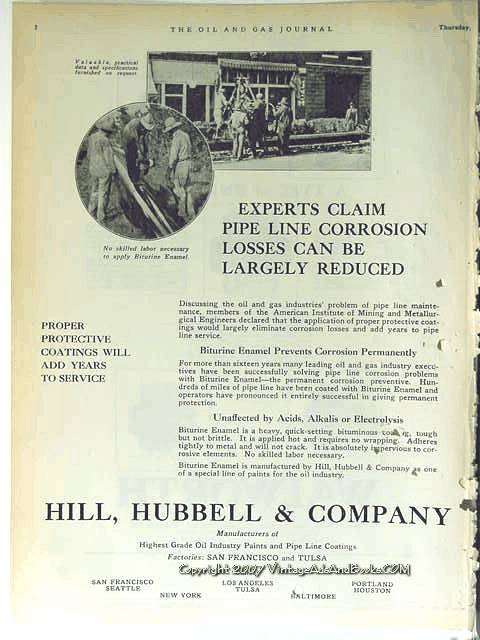 2
THE OIL AND GAS JOURNAL
Thursday,
Valuable, practical
data and specifications
furnished on request.
No skilled labor necessary
to apply Biturine Enamel.
EXPERTS CLAIM
PIPE LINE CORROSION
LOSSES CAN BE
LARGELY REDUCED
PROPER
PROTECTIVE
COATINGS WILL
ADD YEARS
TO SERVICE
Discussing the oil and gas industries' problem of pipe line mainte-
nance, members of the American Institute of Mining and Metallur-
gical Engineers declared that the application of proper protective coat-
ings would largely eliminate corrosion losses and add years to pipe
line service.
Biturine Enamel Prevents Corrosion Permanently
For more than sixteen years many leading oil and gas industry execu-
tives have been successfully solving pipe line corrosion problems
with Biturine Enamel—the permanent corrosion preventive. Hun-
dreds of miles of pipe line have been coated with Biturine Enamel and
operators have pronounced it entirely successful in giving permanent
protection.
Unaffected by Acids, Alkalis or Electrolysis
Biturine Enamel is a heavy, quick-setting bituminous coating, tough
but not brittle. It is applied hot and requires no wrapping. Adheres
tightly to metal and will not crack. It is absolutely impervious to cor-
rosive elements. No skilled labor necessary.
Biturine Enamel is manufactured by Hill, Hubbell & Company as one
of a special line of paints for the oil industry.
HILL, HUBBELL & COMPANY
Manufacturers of
Highest Grade Oil Industry Paints and Pipe Line Coatings
Factories: SAN FRANCISCO and TULSA
Copyright 2007 VintageAdsAndBooks.COM
SAN FRANCISCO LOS ANGELES PORTLAND
SEATTLE TULSA HOUSTON
NEW YORK BALTIMORE